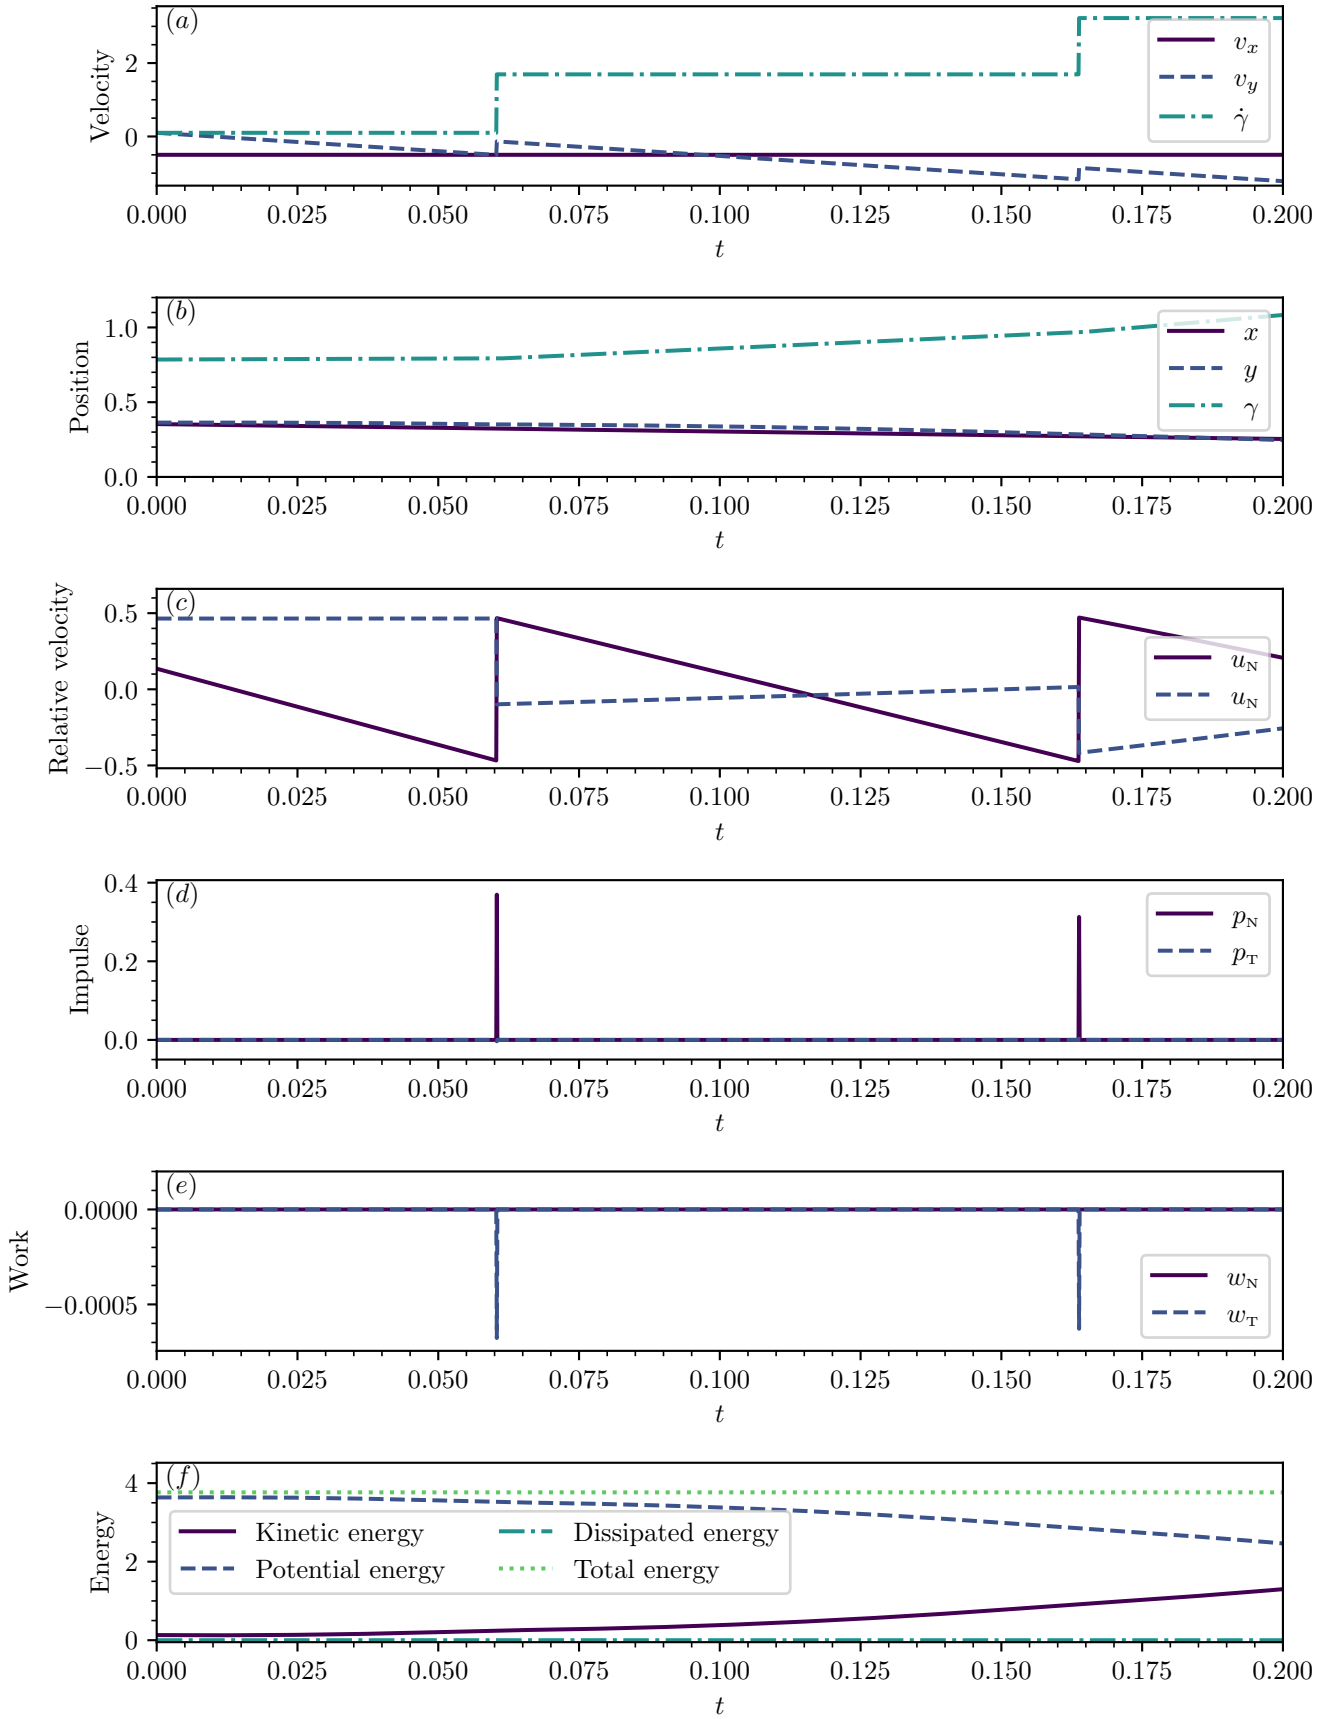 (a)
Velocity
2
0
v_x
v_y
γ̇
0.000 0.025 0.050 0.075 0.100 0.125 0.150 0.175 0.200
t
(b)
Position
1.0
0.5
0.0
x
y
γ
0.000 0.025 0.050 0.075 0.100 0.125 0.150 0.175 0.200
t
(c)
Relative velocity
0.5
0.0
−0.5
u_N
u_N
0.000 0.025 0.050 0.075 0.100 0.125 0.150 0.175 0.200
t
(d)
Impulse
0.4
0.2
0.0
p_N
p_T
0.000 0.025 0.050 0.075 0.100 0.125 0.150 0.175 0.200
t
(e)
Work
0.0000
−0.0005
w_N
w_T
0.000 0.025 0.050 0.075 0.100 0.125 0.150 0.175 0.200
t
(f)
Energy
4
2
0
Kinetic energy
Potential energy
Dissipated energy
Total energy
0.000 0.025 0.050 0.075 0.100 0.125 0.150 0.175 0.200
t